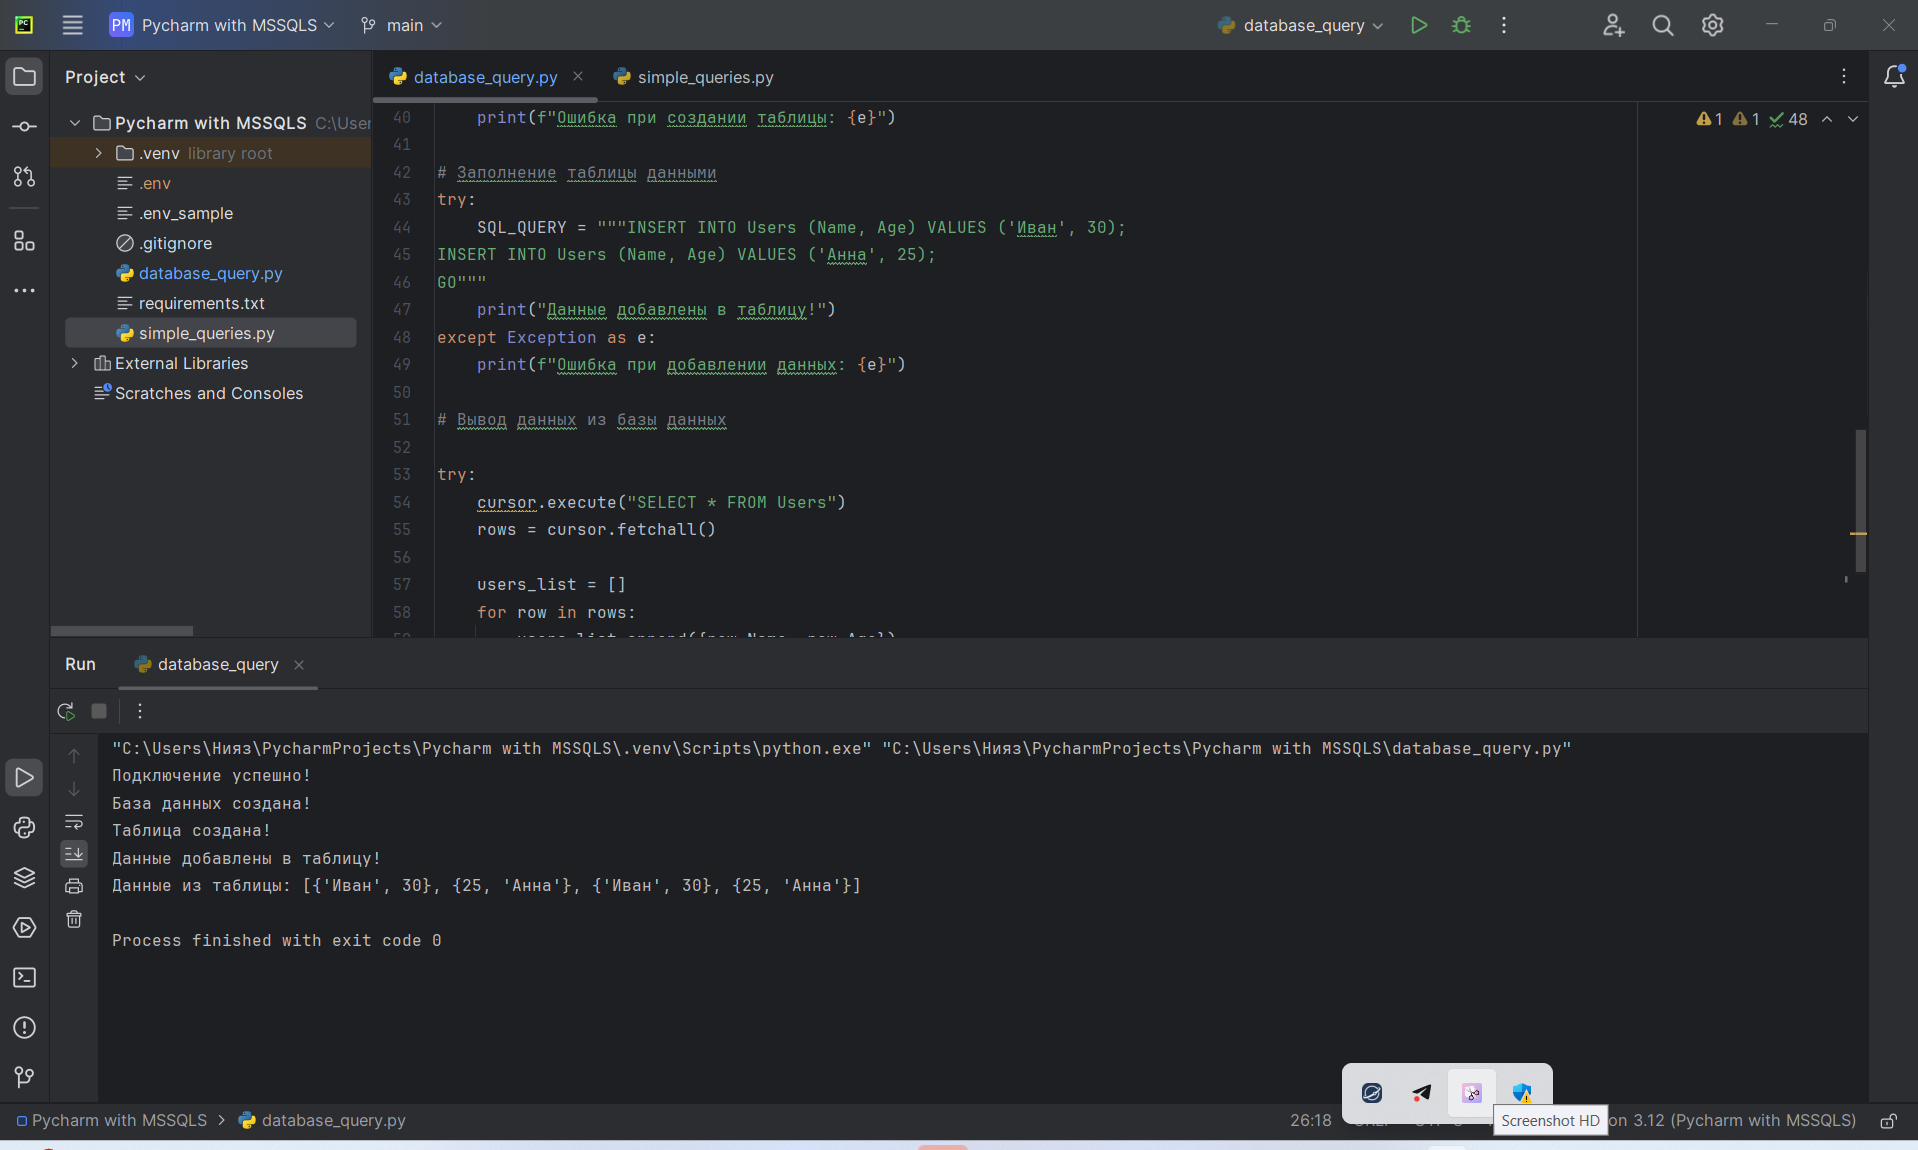 PM Pycharm with MSSQLS main database_query
Project
database_query.py simple_queries.py
Pycharm with MSSQLS C:\User
.venv library root
.env
.env_sample
.gitignore
database_query.py
requirements.txt
simple_queries.py
External Libraries
Scratches and Consoles
1 1 48
40 print(f"Ошибка при создании таблицы: {e}")
41
42 # Заполнение таблицы данными
43 try:
44 SQL_QUERY = """INSERT INTO Users (Name, Age) VALUES ('Иван', 30);
45 INSERT INTO Users (Name, Age) VALUES ('Анна', 25);
46 GO"""
47 print("Данные добавлены в таблицу!")
48 except Exception as e:
49 print(f"Ошибка при добавлении данных: {e}")
50
51 # Вывод данных из базы данных
52
53 try:
54 cursor.execute("SELECT * FROM Users")
55 rows = cursor.fetchall()
56
57 users_list = []
58 for row in rows:
Run database_query
"C:\Users\Нияз\PycharmProjects\Pycharm with MSSQLS\.venv\Scripts\python.exe" "C:\Users\Нияз\PycharmProjects\Pycharm with MSSQLS\database_query.py"
Подключение успешно!
База данных создана!
Таблица создана!
Данные добавлены в таблицу!
Данные из таблицы: [{'Иван', 30}, {25, 'Анна'}, {'Иван', 30}, {25, 'Анна'}]
Process finished with exit code 0
Pycharm with MSSQLS > database_query.py
26:18
Screenshot HD
on 3.12 (Pycharm with MSSQLS)